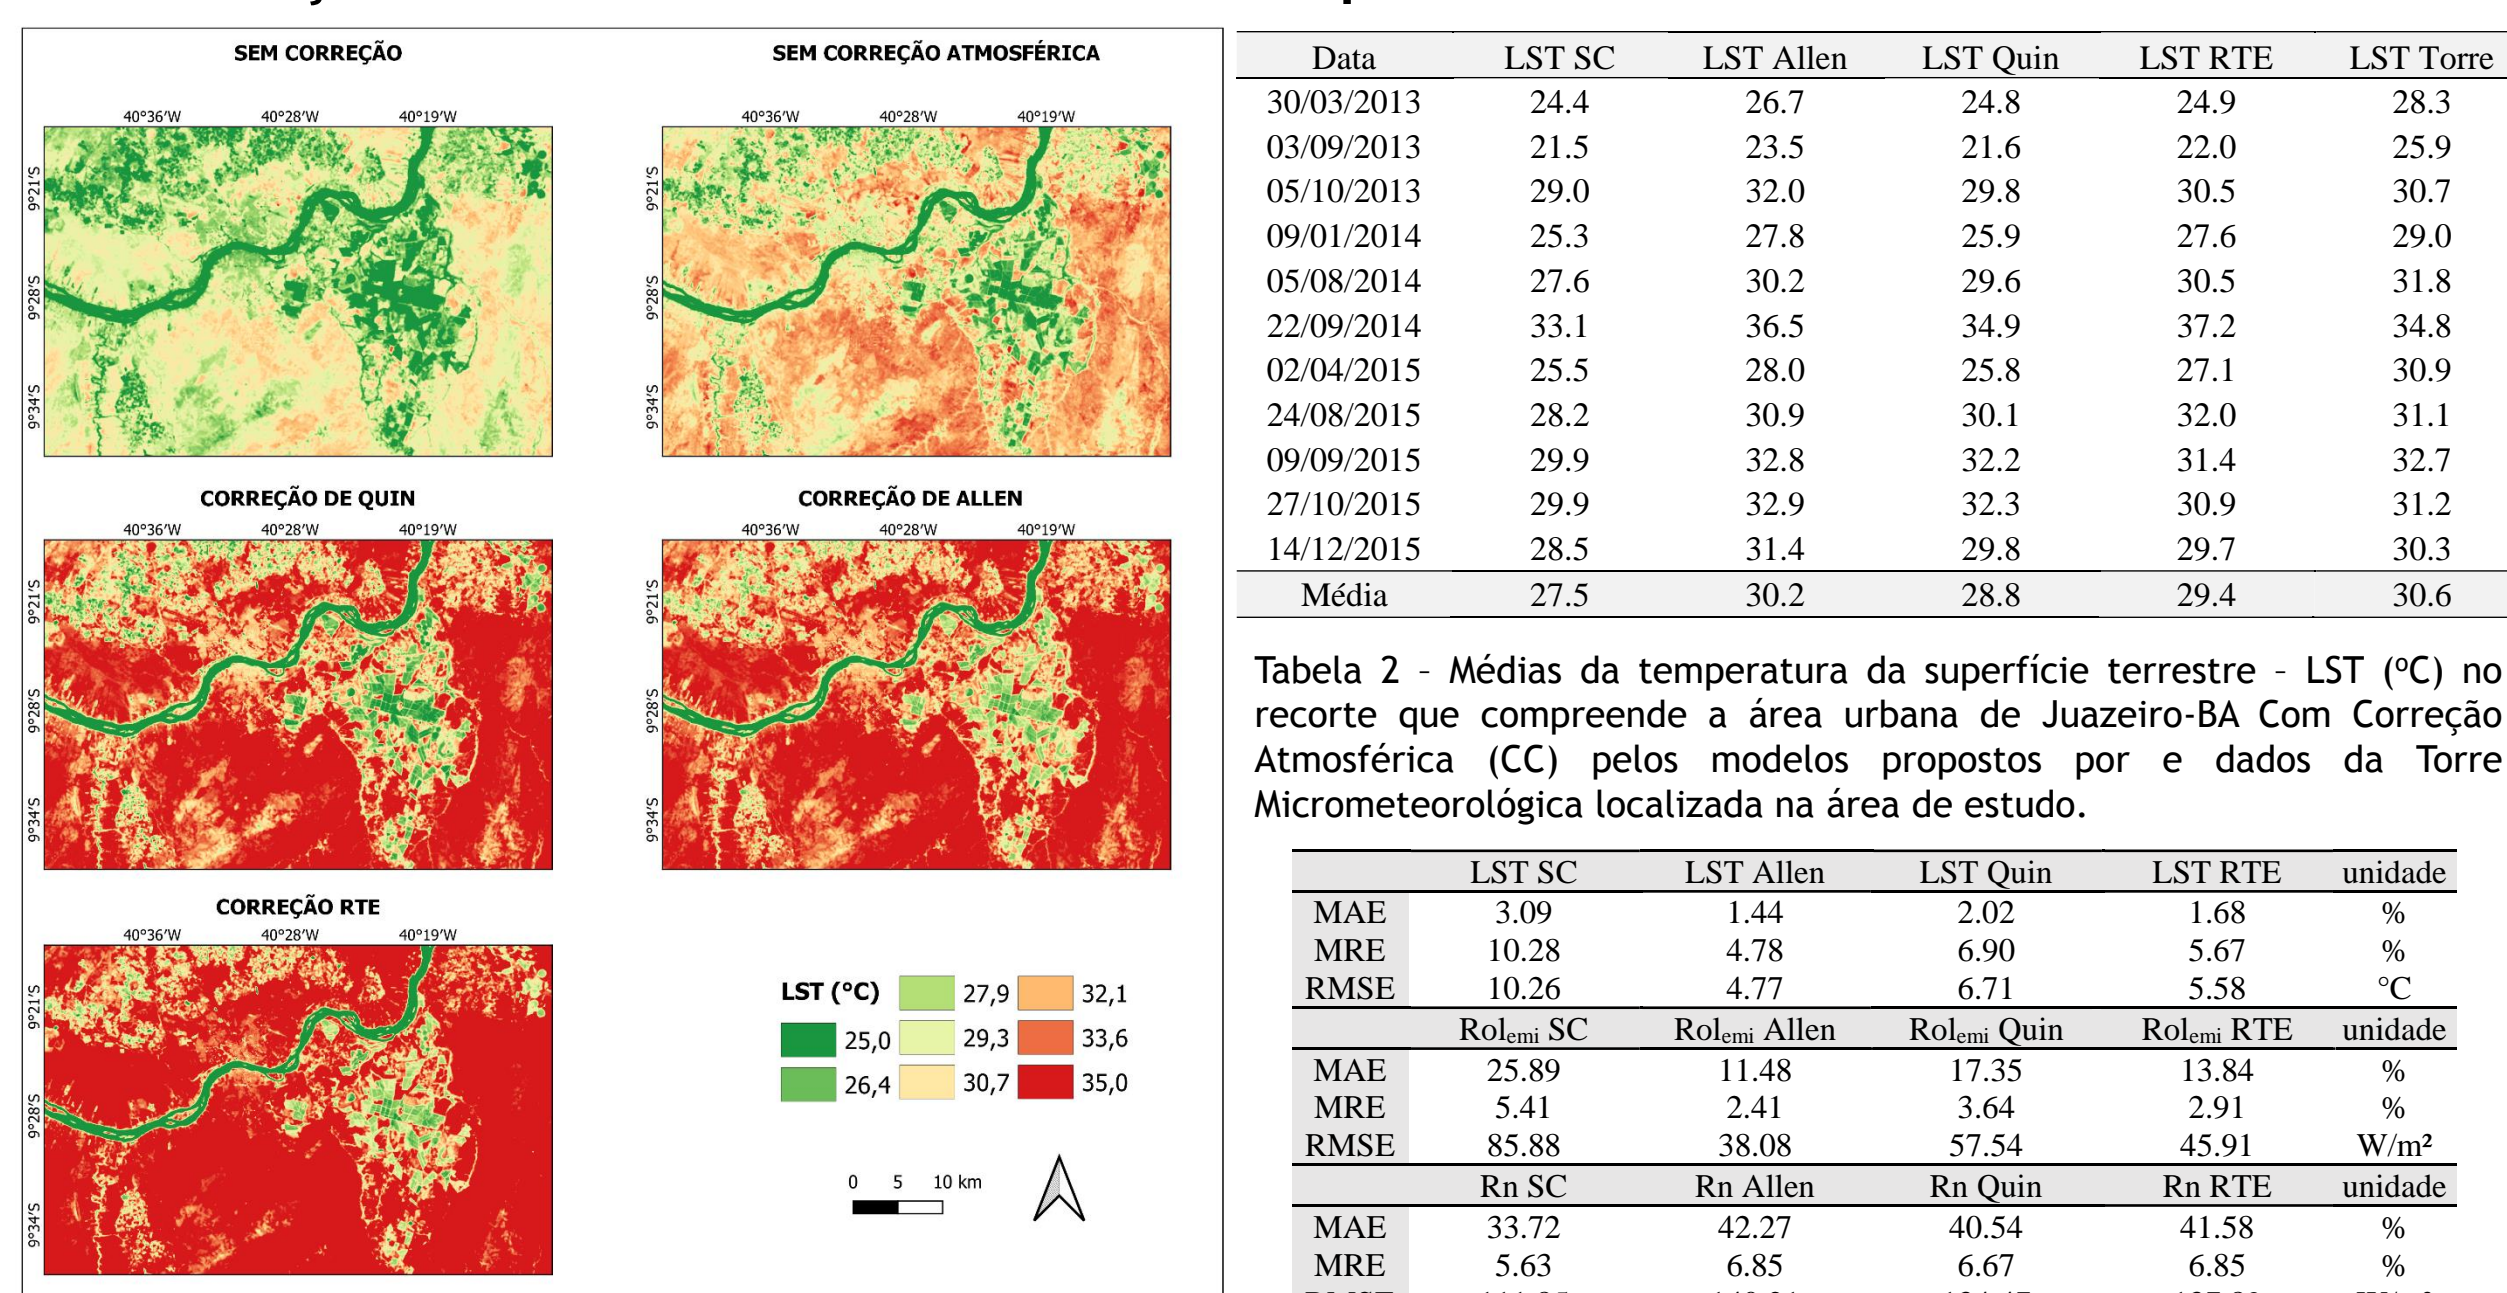 SEM CORREÇÃO
40°36'W 40°28'W 40°19'W
9°21'S
9°28'S
9°34'S
SEM CORREÇÃO ATMOSFÉRICA
40°36'W 40°28'W 40°19'W
9°21'S
9°28'S
9°34'S
CORREÇÃO DE QUIN
40°36'W 40°28'W 40°19'W
9°21'S
9°28'S
9°34'S
CORREÇÃO DE ALLEN
40°36'W 40°28'W 40°19'W
9°21'S
9°28'S
9°34'S
CORREÇÃO RTE
40°36'W 40°28'W 40°19'W
9°21'S
9°28'S
9°34'S
LST (°C)
25,0
26,4
27,9
29,3
30,7
32,1
33,6
35,0
0 5 10 km
Data LST SC LST Allen LST Quin LST RTE LST Torre
30/03/2013 24.4 26.7 24.8 24.9 28.3
03/09/2013 21.5 23.5 21.6 22.0 25.9
05/10/2013 29.0 32.0 29.8 30.5 30.7
09/01/2014 25.3 27.8 25.9 27.6 29.0
05/08/2014 27.6 30.2 29.6 30.5 31.8
22/09/2014 33.1 36.5 34.9 37.2 34.8
02/04/2015 25.5 28.0 25.8 27.1 30.9
24/08/2015 28.2 30.9 30.1 32.0 31.1
09/09/2015 29.9 32.8 32.2 31.4 32.7
27/10/2015 29.9 32.9 32.3 30.9 31.2
14/12/2015 28.5 31.4 29.8 29.7 30.3
Média 27.5 30.2 28.8 29.4 30.6
Tabela 2 – Médias da temperatura da superfície terrestre – LST (ºC) no
recorte que compreende a área urbana de Juazeiro-BA Com Correção
Atmosférica (CC) pelos modelos propostos por e dados da Torre
Micrometeorológica localizada na área de estudo.
LST SC LST Allen LST Quin LST RTE unidade
MAE 3.09 1.44 2.02 1.68 %
MRE 10.28 4.78 6.90 5.67 %
RMSE 10.26 4.77 6.71 5.58 °C
Rolemi SC Rolemi Allen Rolemi Quin Rolemi RTE unidade
MAE 25.89 11.48 17.35 13.84 %
MRE 5.41 2.41 3.64 2.91 %
RMSE 85.88 38.08 57.54 45.91 W/m²
Rn SC Rn Allen Rn Quin Rn RTE unidade
MAE 33.72 42.27 40.54 41.58 %
MRE 5.63 6.85 6.67 6.85 %